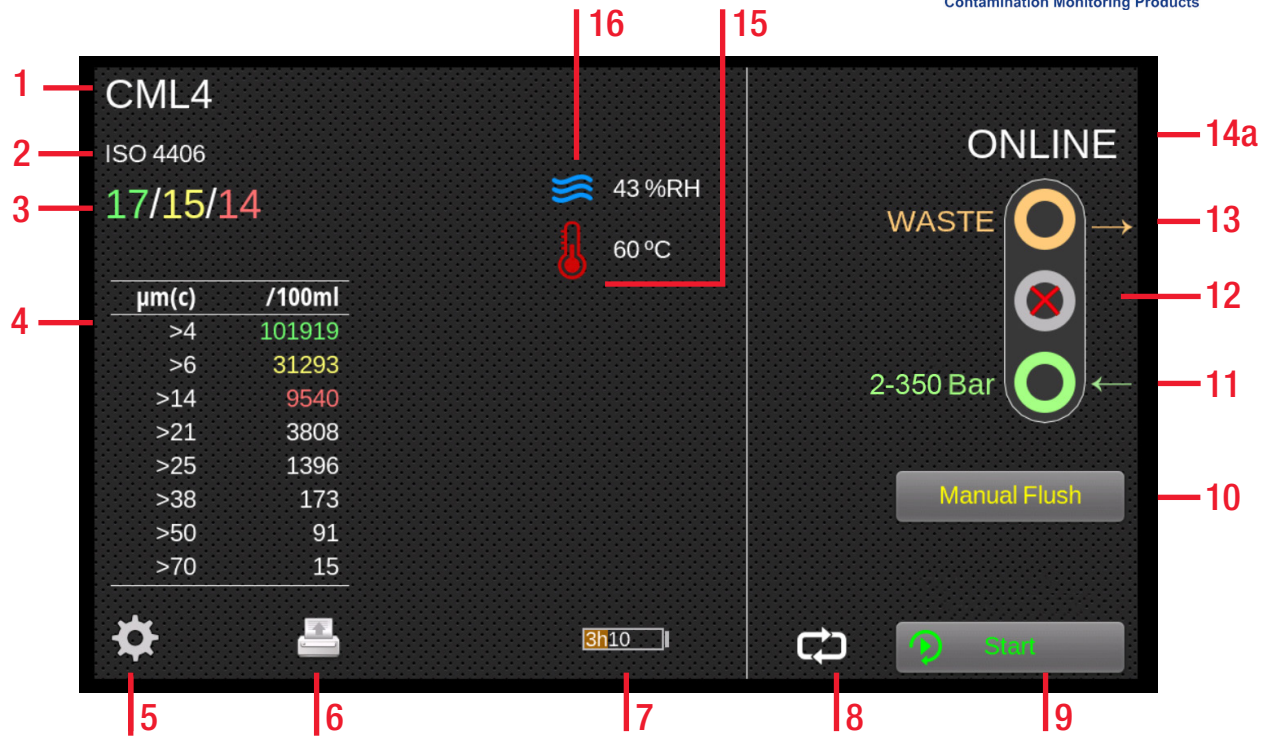 Contamination Monitoring Products
16 15
1 CML4
14a
ONLINE
2 ISO 4406
3 17/15/14
43 %RH
WASTE 13
60 ºC
µm(c) /100ml
12
4
>4 101919
>6 31293
2-350 Bar 11
>14 9540
>21 3808
>25 1396
>38 173
Manual Flush 10
>50 91
>70 15
3h10
Start
5 6 7 8 9